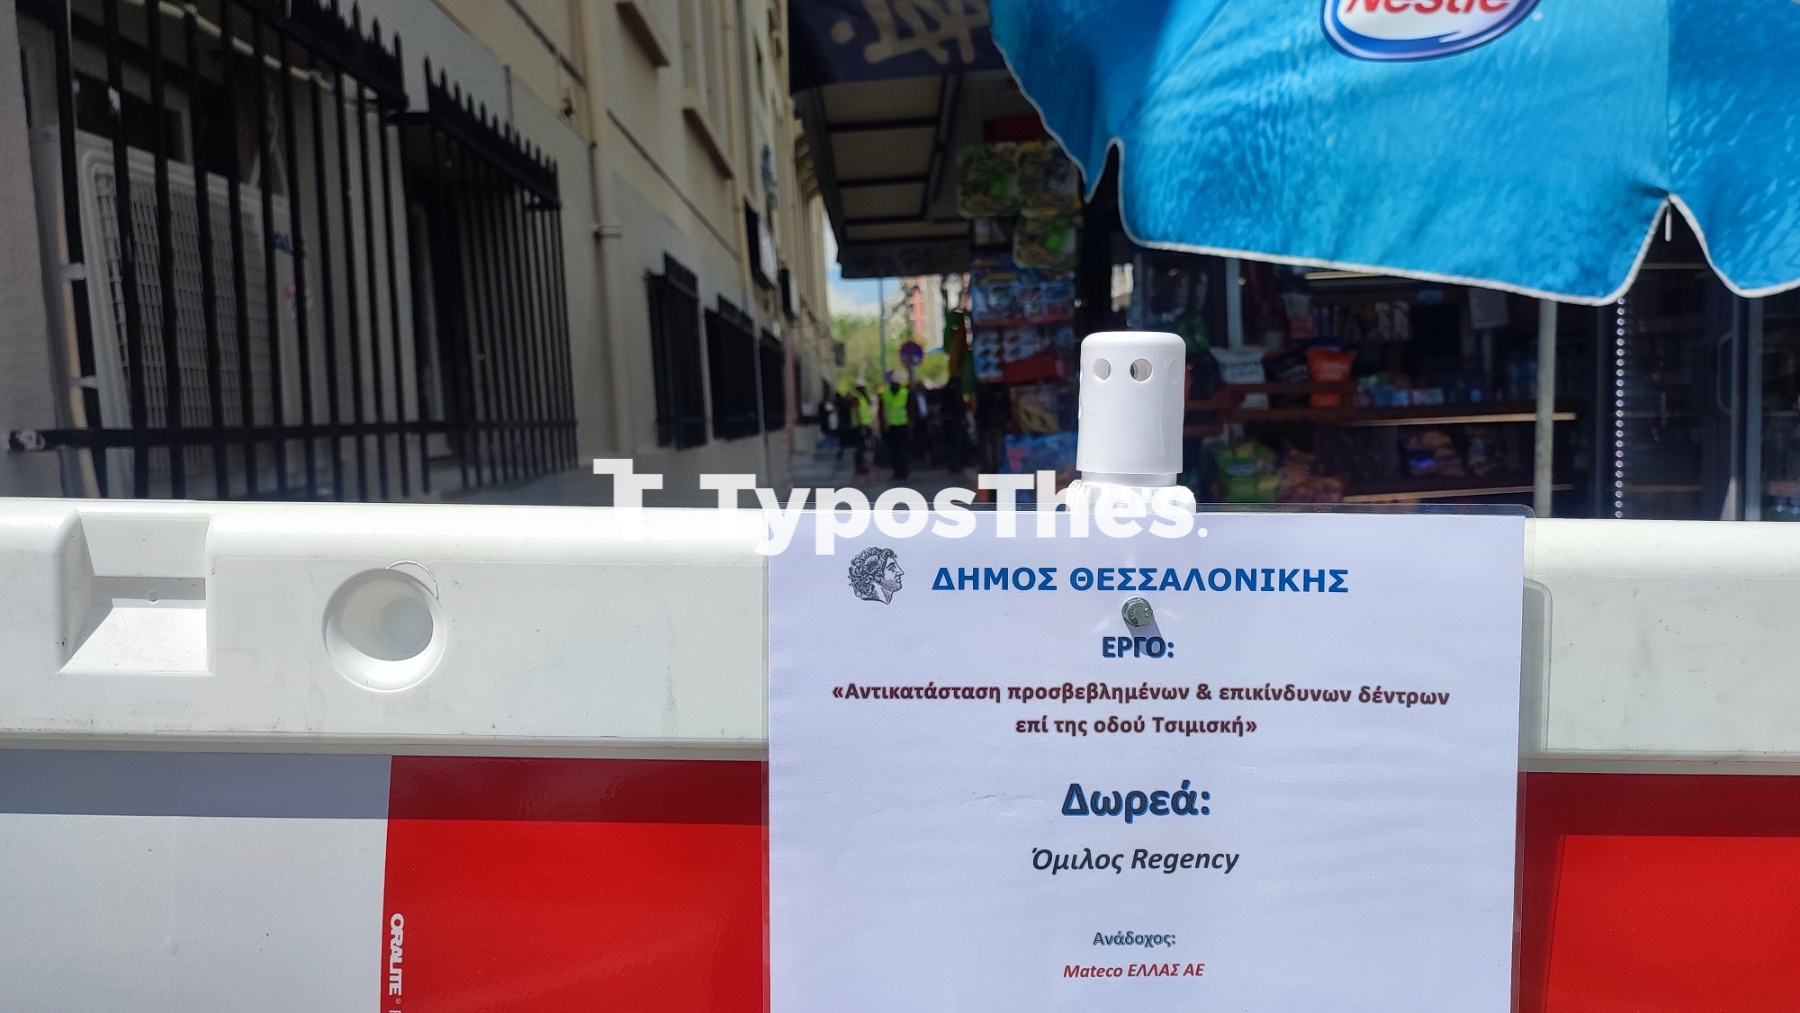 Nestlé
TyposThes.
ΔΗΜΟΣ ΘΕΣΣΑΛΟΝΙΚΗΣ
ΕΡΓΟ:
«Αντικατάσταση προσβεβλημένων & επικίνδυνων δέντρων
επί της οδού Τσιμισκή»
Δωρεά:
Όμιλος Regency
Ανάδοχος:
Mateco ΕΛΛΑΣ ΑΕ
ORALITE ®